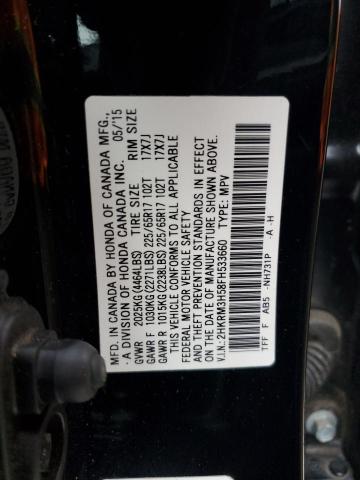 MFD. IN CANADA BY HONDA OF CANADA MFG.,
- A DIVISION OF HONDA CANADA INC. 05/'15
GVWR 2025KG (4464LBS) TIRE SIZE RIM SIZE
GAWR F 1030KG (2271LBS) 225/65R17 102T 17X7J
GAWR R 1015KG (2238LBS) 225/65R17 102T 17X7J
THIS VEHICLE CONFORMS TO ALL APPLICABLE
FEDERAL MOTOR VEHICLE SAFETY
AND THEFT PREVENTION STANDARDS IN EFFECT
ON THE DATE OF MANUFACTURE SHOWN ABOVE.
V.I.N.: 2HKRM3H58FH533660 TYPE: MPV
TFF F AB5 -NH731P -A -H